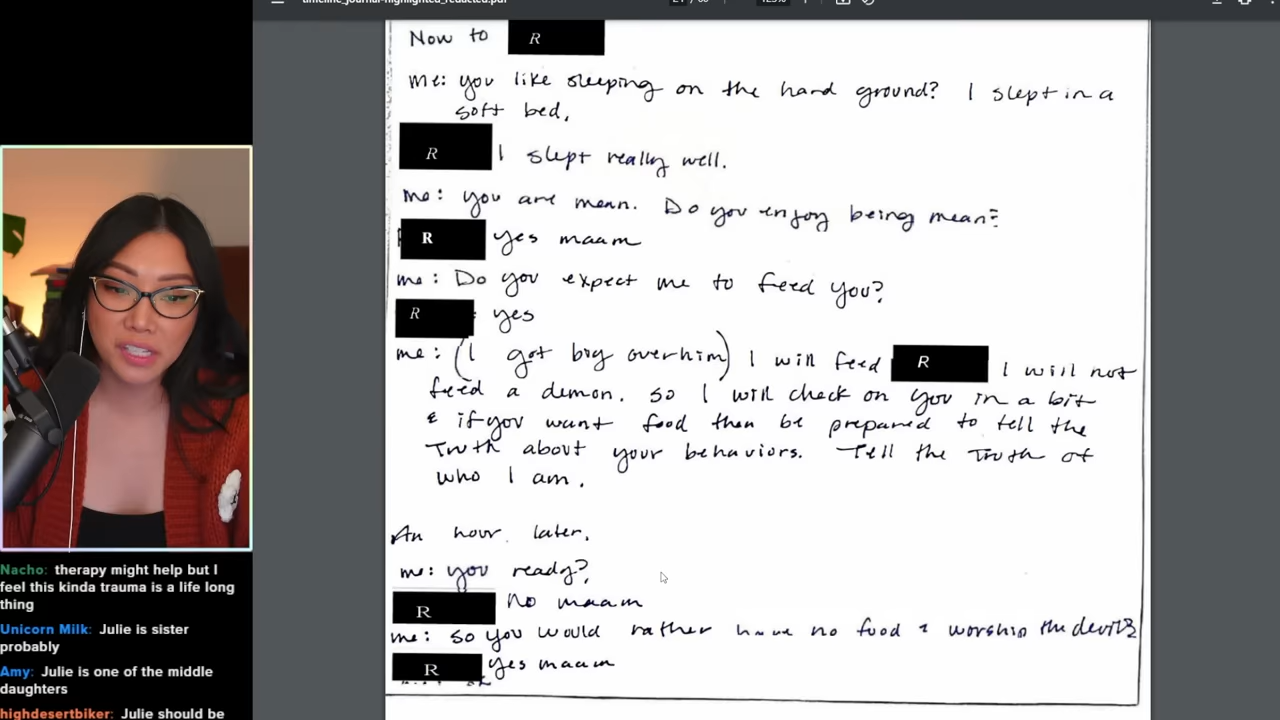 timeline_journal-highlighted_redacted.pdf
Now to R
me: you like sleeping on the hard ground? I slept in a
soft bed,
R I slept really well.
me: you are mean. Do you enjoy being mean?
R yes maam
me: Do you expect me to feed you?
R : yes
me: (I got big over him) I will feed R I will not
feed a demon. So I will check on you in a bit
& if you want food then be prepared to tell the
Truth about your behaviors. Tell the Truth of
who I am.
An hour later,
me: you ready?
R No maam
me: so you would rather have no food & worship the devil?
R yes maam
Nacho: therapy might help but I
feel this kinda trauma is a life long
thing
Unicorn Milk: Julie is sister
probably
Amy: Julie is one of the middle
daughters
highdesertbiker: Julie should be